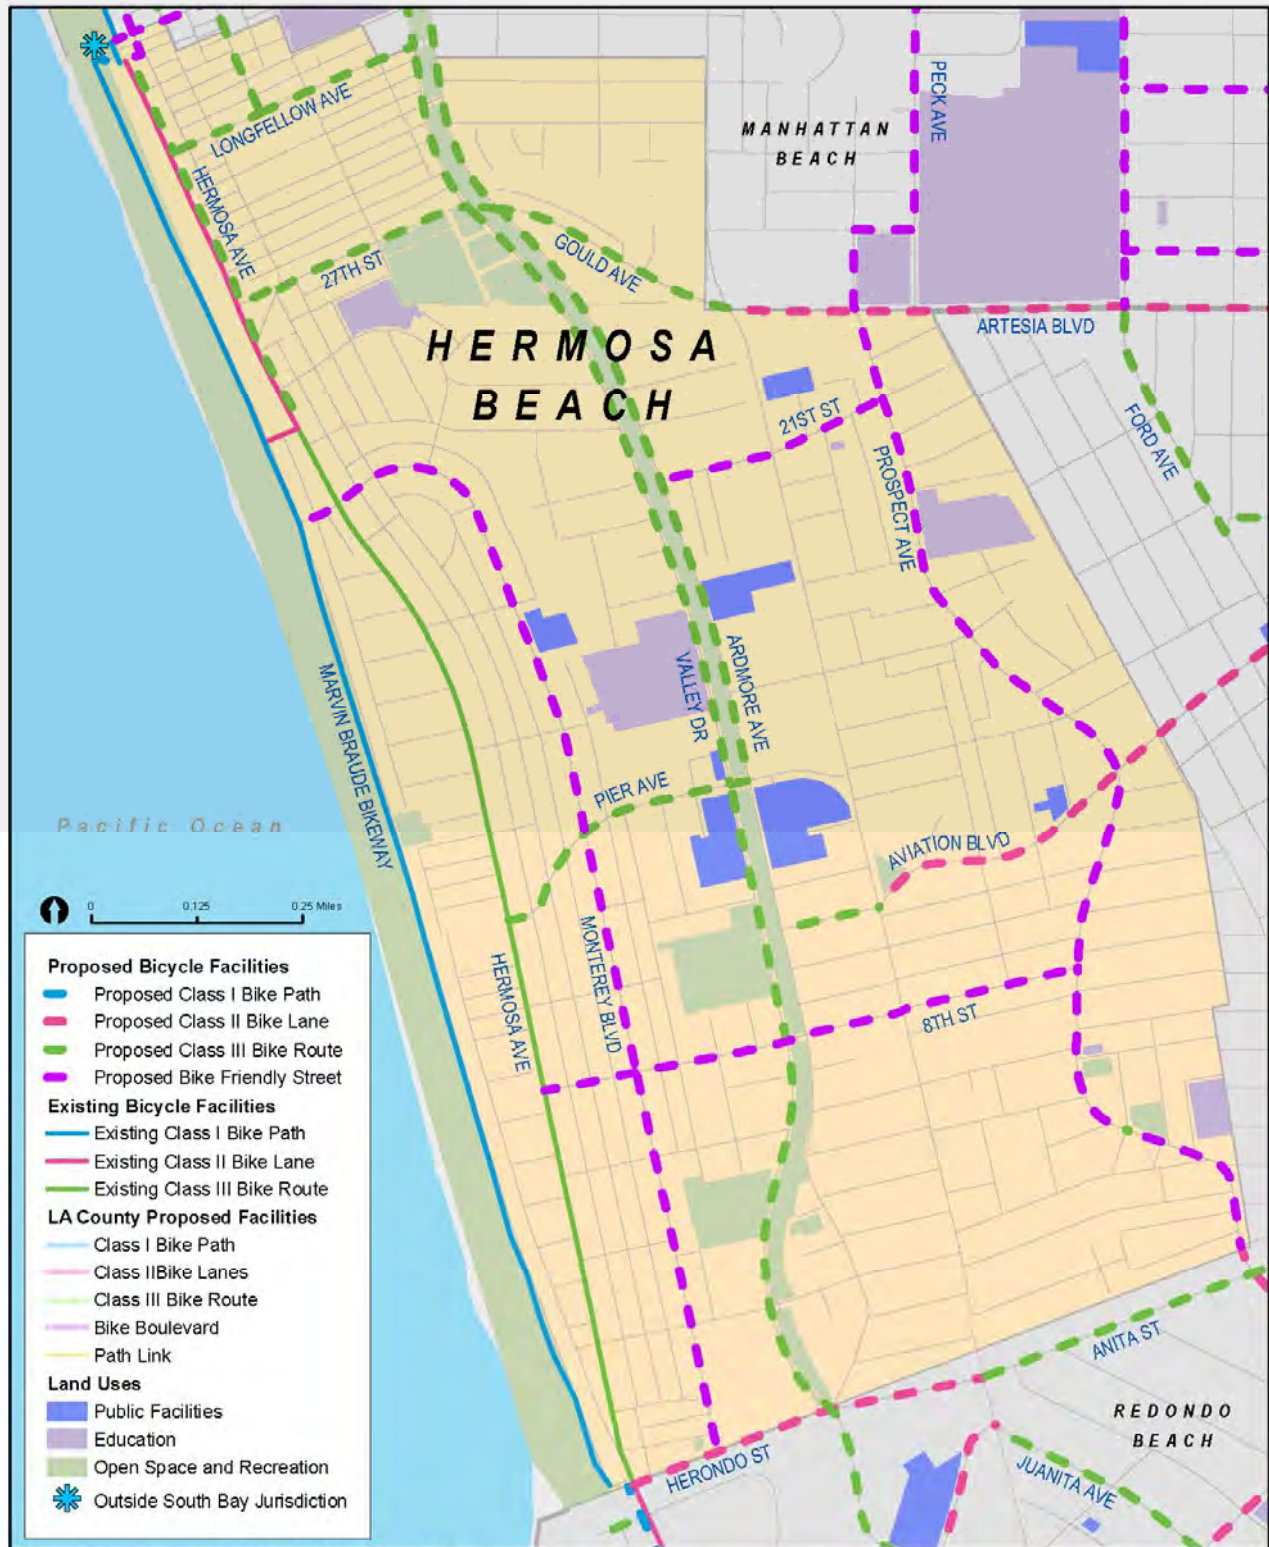 PECK AVE
MANHATTAN
BEACH
LONGFELLOW AVE
HERMOSA AVE
27TH ST
GOULD AVE
ARTESIA BLVD
HERMOSA
BEACH
21ST ST
FORD AVE
PROSPECT AVE
MARVIN BRAUDE BIKEWAY
VALLEY DR
ARDMORE AVE
PIER AVE
Pacific Ocean
AVIATION BLVD
MONTEREY BLVD
HERMOSA AVE
8TH ST
0 0.125 0.25 Miles
Proposed Bicycle Facilities
Proposed Class I Bike Path
Proposed Class II Bike Lane
Proposed Class III Bike Route
Proposed Bike Friendly Street
Existing Bicycle Facilities
Existing Class I Bike Path
Existing Class II Bike Lane
Existing Class III Bike Route
LA County Proposed Facilities
Class I Bike Path
Class IIBike Lanes
Class III Bike Route
Bike Boulevard
Path Link
Land Uses
Public Facilities
Education
Open Space and Recreation
Outside South Bay Jurisdiction
ANITA ST
REDONDO
BEACH
HERONDO ST
JUANITA AVE